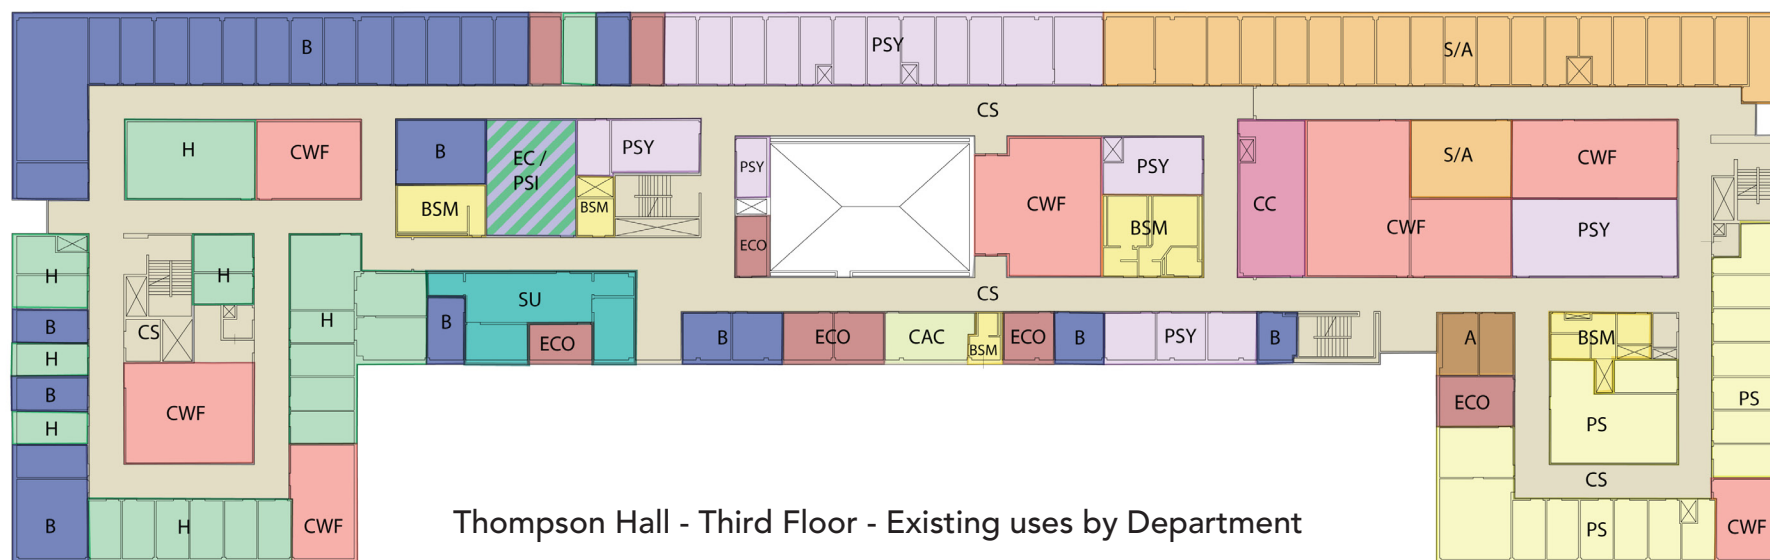 B
PSY
S/A
CS
H
CWF
B
EC /
PSI
PSY
BSM
BSM
PSY
ECO
CWF
PSY
BSM
CC
CWF
S/A
CWF
PSY
H
H
B
H
B
H
B
CS
H
CWF
H
CWF
H
SU
B
ECO
CS
B
ECO
CAC
BSM
ECO
B
PSY
B
A
ECO
BSM
PS
PS
CS
PS
CWF
Thompson Hall - Third Floor - Existing uses by Department